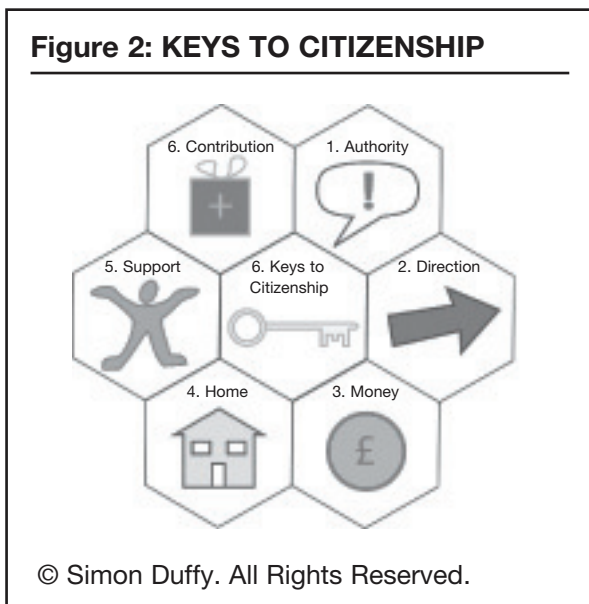 Figure 2: KEYS TO CITIZENSHIP
6. Contribution
1. Authority
!
+
5. Support
6. Keys to
Citizenship
2. Direction
4. Home
3. Money
£
© Simon Duffy. All Rights Reserved.